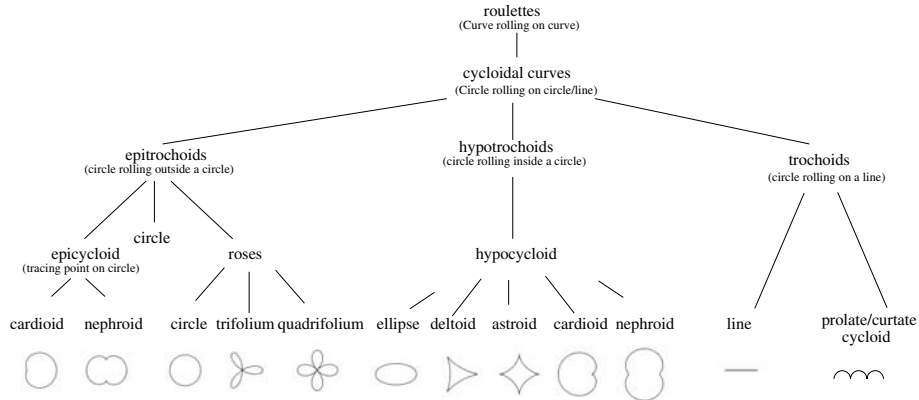 roulettes
(Curve rolling on curve)
cycloidal curves
(Circle rolling on circle/line)
epitrochoids
(circle rolling outside a circle)
hypotrochoids
(circle rolling inside a circle)
trochoids
(circle rolling on a line)
circle
epicycloid
(tracing point on circle)
roses
hypocycloid
cardioid
nephroid
circle
trifolium
quadrifolium
ellipse
deltoid
astroid
cardioid
nephroid
line
prolate/curtate
cycloid